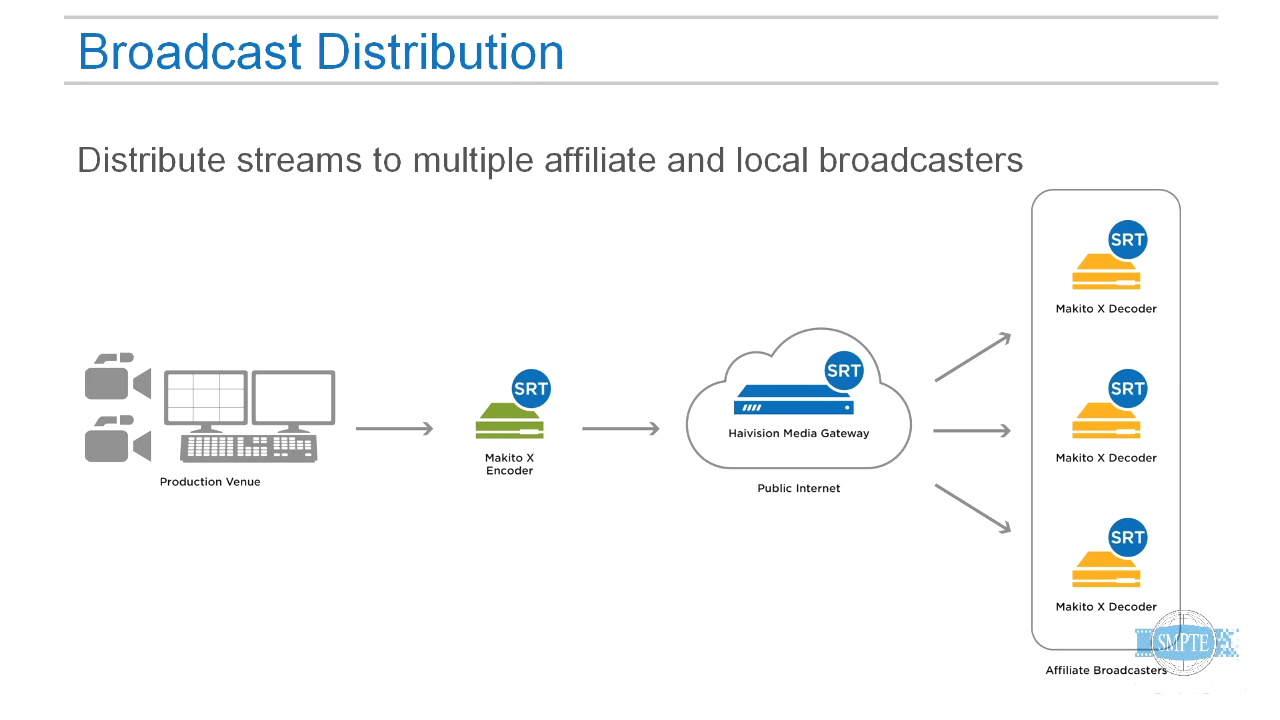 Broadcast Distribution
Distribute streams to multiple affiliate and local broadcasters
SRT
Makito X Decoder
SRT
Haivision Media Gateway
Public Internet
SRT
Makito X
Encoder
Production Venue
SRT
Makito X Decoder
SRT
Makito X Decoder
SMPTE
Affiliate Broadcasters